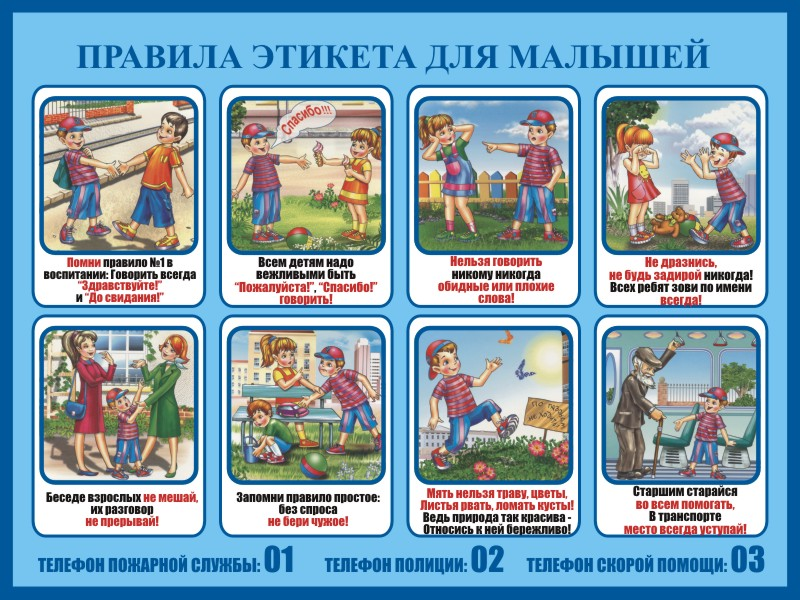 ПРАВИЛА ЭТИКЕТА ДЛЯ МАЛЫШЕЙ
Спасибо!!!
Помни правило №1 в
воспитании: Говорить всегда
“Здравствуйте!”
и “До свидания!”
Всем детям надо
вежливыми быть
“Пожалуйста!”, “Спасибо!”
говорить!
Нельзя говорить
никому никогда
обидные или плохие
слова!
Не дразнись,
не будь задирой никогда!
Всех ребят зови по имени
всегда!
Беседе взрослых не мешай,
их разговор
не прерывай!
Запомни правило простое:
без спроса
не бери чужое!
Мять нельзя траву, цветы,
Листья рвать, ломать кусты!
Ведь природа так красива -
Относись к ней бережливо!
Старшим старайся
во всем помогать,
В транспорте
место всегда уступай!
ТЕЛЕФОН ПОЖАРНОЙ СЛУЖБЫ: 01 ТЕЛЕФОН ПОЛИЦИИ: 02 ТЕЛЕФОН СКОРОЙ ПОМОЩИ: 03